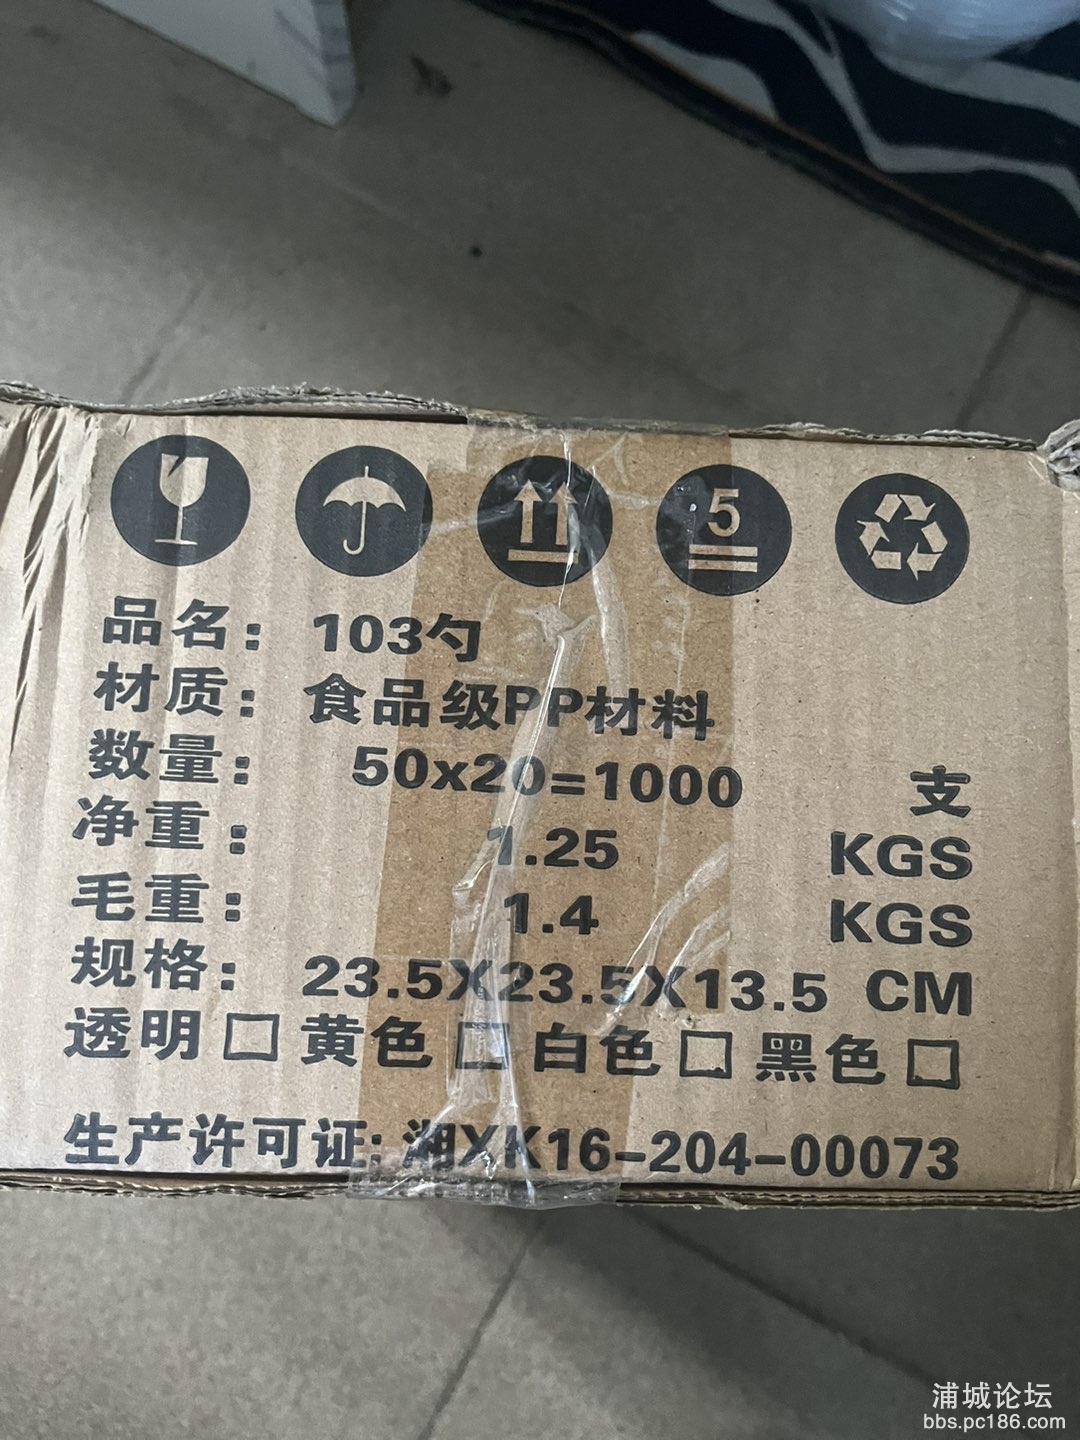 5
品名： 103勺
材质： 食品级PP材料
数量： 50x20=1000 支
净重： 1.25 KGS
毛重： 1.4 KGS
规格： 23.5X23.5X13.5 CM
透明□ 黄色□ 白色□ 黑色□
生产许可证: 湘XK16-204-00073
浦城论坛
bbs.pc186.com